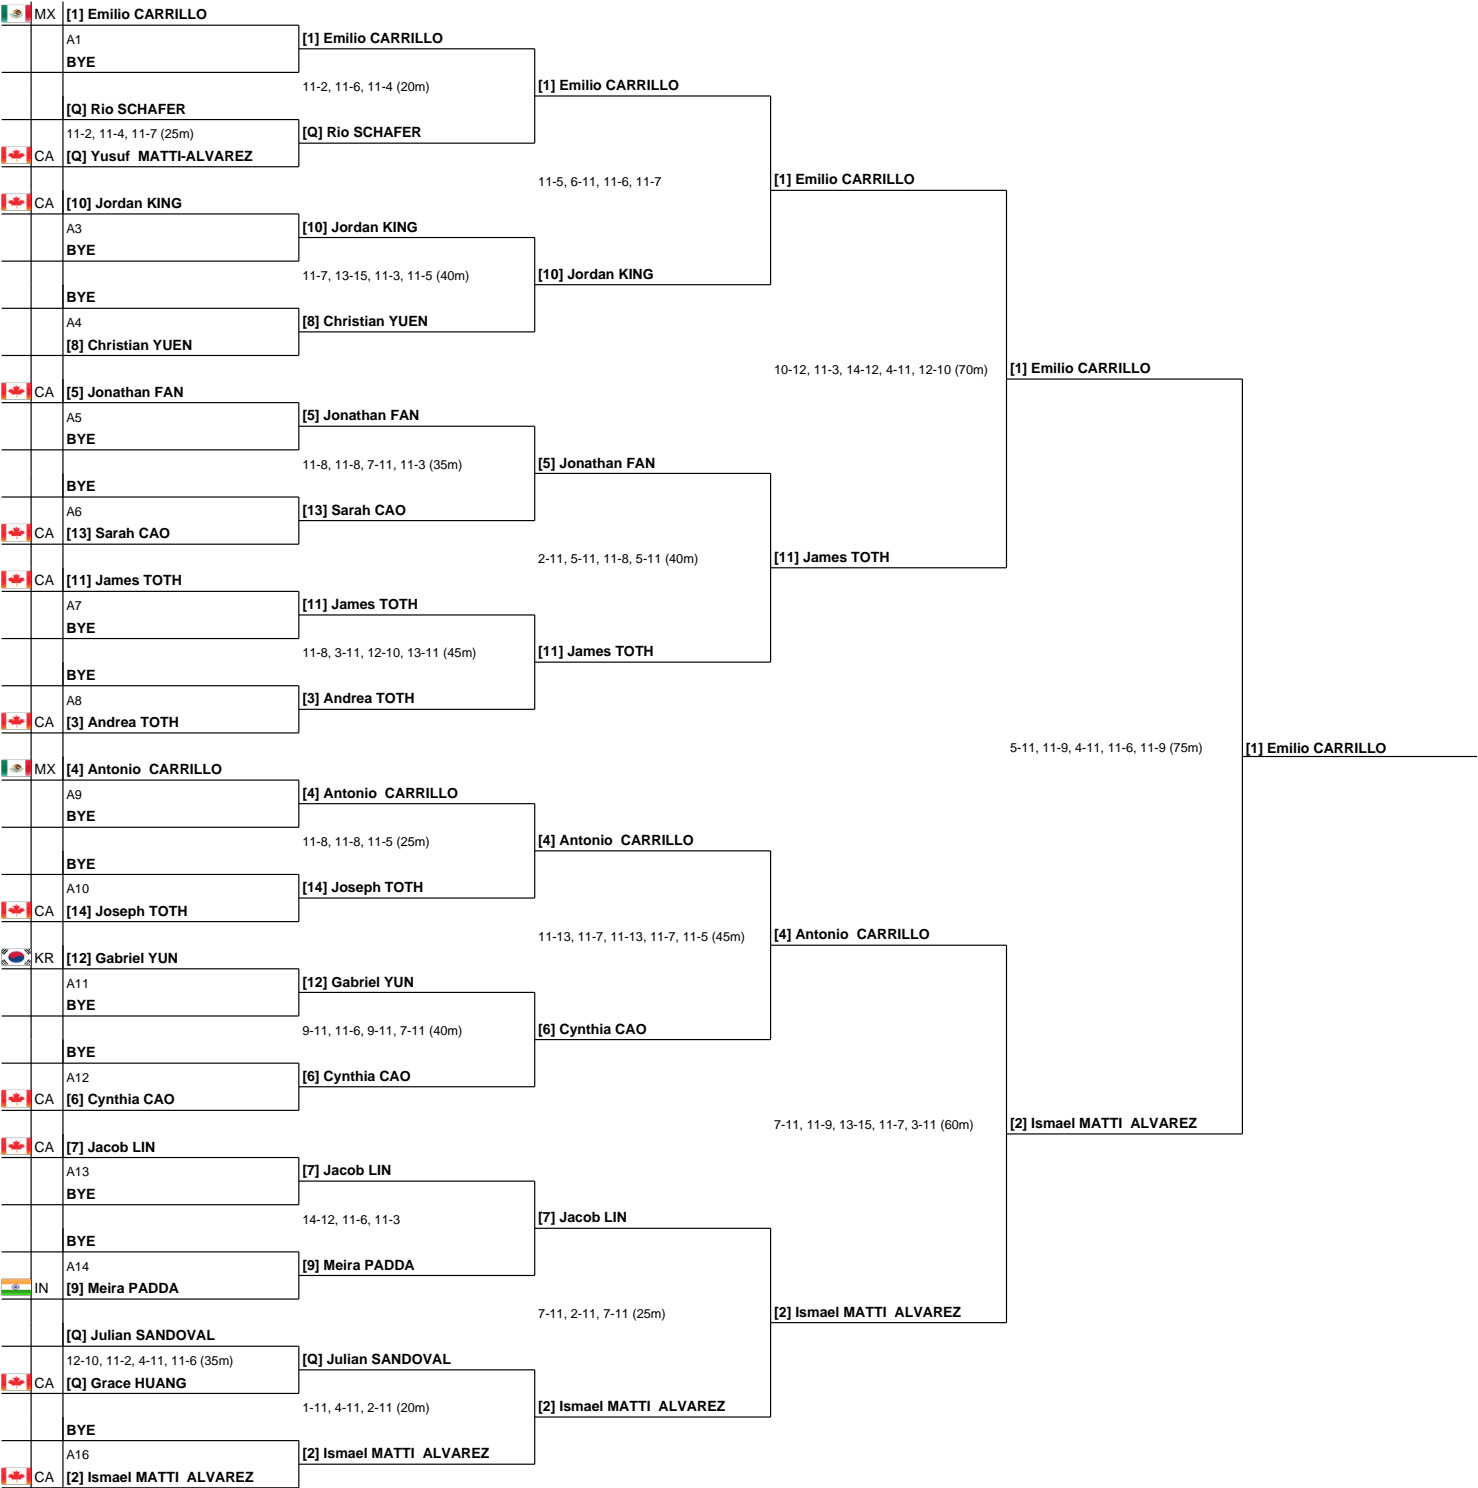 MX [1] Emilio CARRILLO
A1 [1] Emilio CARRILLO
BYE
11-2, 11-6, 11-4 (20m) [1] Emilio CARRILLO
[Q] Rio SCHAFER
11-2, 11-4, 11-7 (25m) [Q] Rio SCHAFER
CA [Q] Yusuf MATTI-ALVAREZ
11-5, 6-11, 11-6, 11-7 [1] Emilio CARRILLO
CA [10] Jordan KING
A3 [10] Jordan KING
BYE
11-7, 13-15, 11-3, 11-5 (40m) [10] Jordan KING
BYE
A4 [8] Christian YUEN
[8] Christian YUEN
10-12, 11-3, 14-12, 4-11, 12-10 (70m) [1] Emilio CARRILLO
CA [5] Jonathan FAN
A5 [5] Jonathan FAN
BYE
11-8, 11-8, 7-11, 11-3 (35m) [5] Jonathan FAN
BYE
A6 [13] Sarah CAO
CA [13] Sarah CAO
2-11, 5-11, 11-8, 5-11 (40m) [11] James TOTH
CA [11] James TOTH
A7 [11] James TOTH
BYE
11-8, 3-11, 12-10, 13-11 (45m) [11] James TOTH
BYE
A8 [3] Andrea TOTH
CA [3] Andrea TOTH
5-11, 11-9, 4-11, 11-6, 11-9 (75m) [1] Emilio CARRILLO
MX [4] Antonio CARRILLO
A9 [4] Antonio CARRILLO
BYE
11-8, 11-8, 11-5 (25m) [4] Antonio CARRILLO
BYE
A10 [14] Joseph TOTH
CA [14] Joseph TOTH
11-13, 11-7, 11-13, 11-7, 11-5 (45m) [4] Antonio CARRILLO
KR [12] Gabriel YUN
A11 [12] Gabriel YUN
BYE
9-11, 11-6, 9-11, 7-11 (40m) [6] Cynthia CAO
BYE
A12 [6] Cynthia CAO
CA [6] Cynthia CAO
7-11, 11-9, 13-15, 11-7, 3-11 (60m) [2] Ismael MATTI ALVAREZ
CA [7] Jacob LIN
A13 [7] Jacob LIN
BYE
14-12, 11-6, 11-3 [7] Jacob LIN
BYE
A14 [9] Meira PADDA
IN [9] Meira PADDA
7-11, 2-11, 7-11 (25m) [2] Ismael MATTI ALVAREZ
[Q] Julian SANDOVAL
12-10, 11-2, 4-11, 11-6 (35m) [Q] Julian SANDOVAL
CA [Q] Grace HUANG
1-11, 4-11, 2-11 (20m) [2] Ismael MATTI ALVAREZ
BYE
A16 [2] Ismael MATTI ALVAREZ
CA [2] Ismael MATTI ALVAREZ